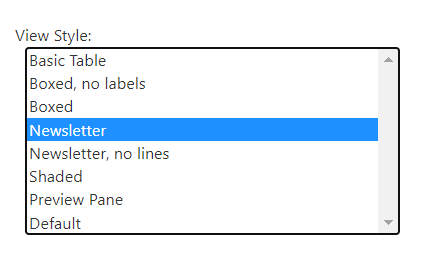 View Style:
Basic Table
Boxed, no labels
Boxed
Newsletter
Newsletter, no lines
Shaded
Preview Pane
Default